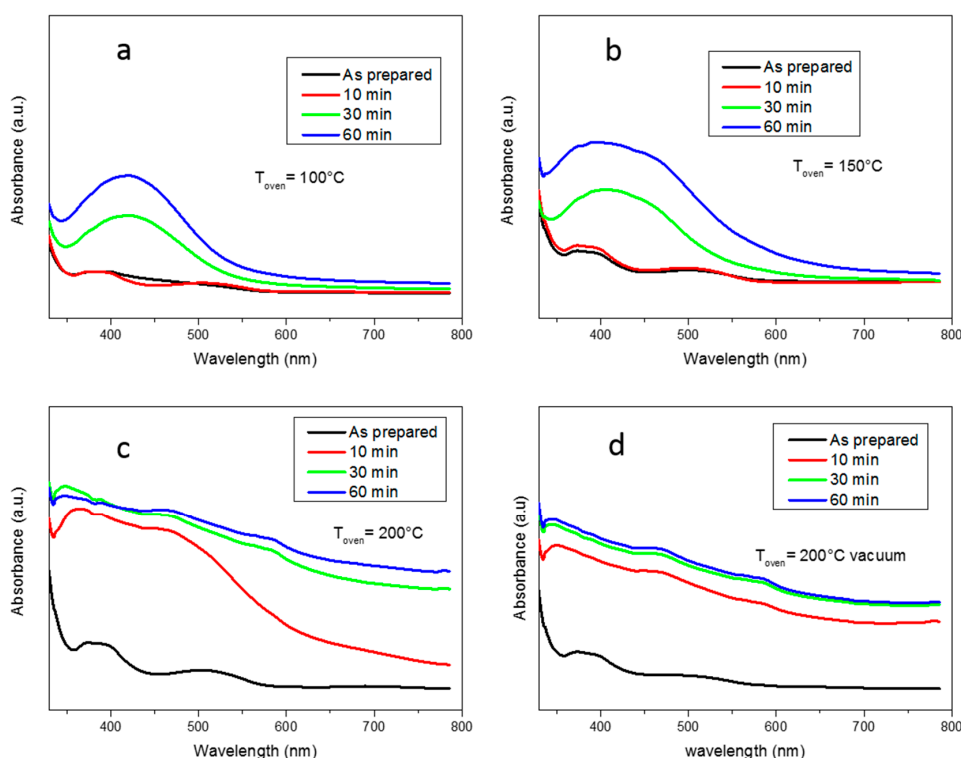 a
As prepared
10 min
30 min
60 min
T oven = 100°C
Absorbance (a.u.)
400 500 600 700 800
Wavelength (nm)
b
As prepared
10 min
30 min
60 min
T oven = 150°C
Absorbance (a.u.)
400 500 600 700 800
Wavelength (nm)
c
As prepared
10 min
30 min
60 min
T oven = 200°C
Absorbance (a.u.)
400 500 600 700 800
Wavelength (nm)
d
As prepared
10 min
30 min
60 min
T oven = 200°C vacuum
Absorbance (a.u)
400 500 600 700 800
wavelength (nm)